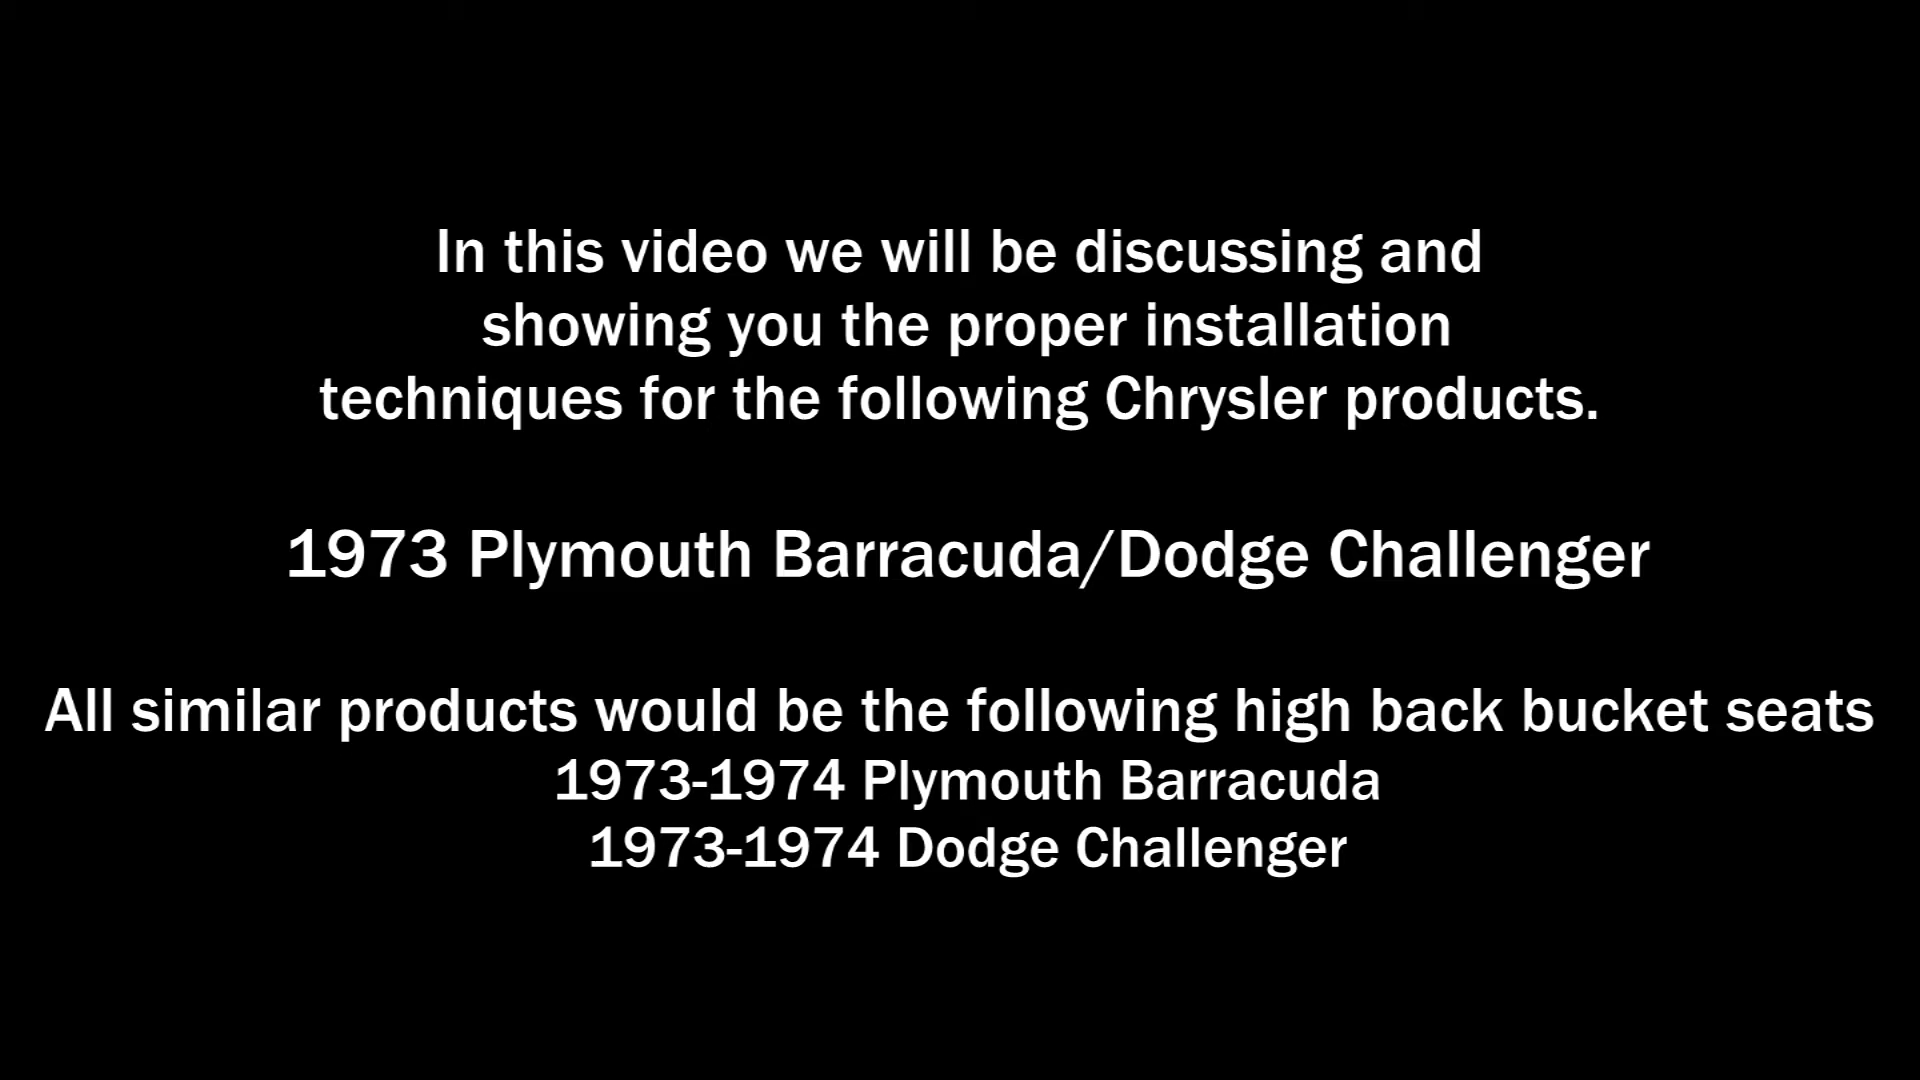 In this video we will be discussing and
showing you the proper installation
techniques for the following Chrysler products.
1973 Plymouth Barracuda/Dodge Challenger
All similar products would be the following high back bucket seats
1973-1974 Plymouth Barracuda
1973-1974 Dodge Challenger